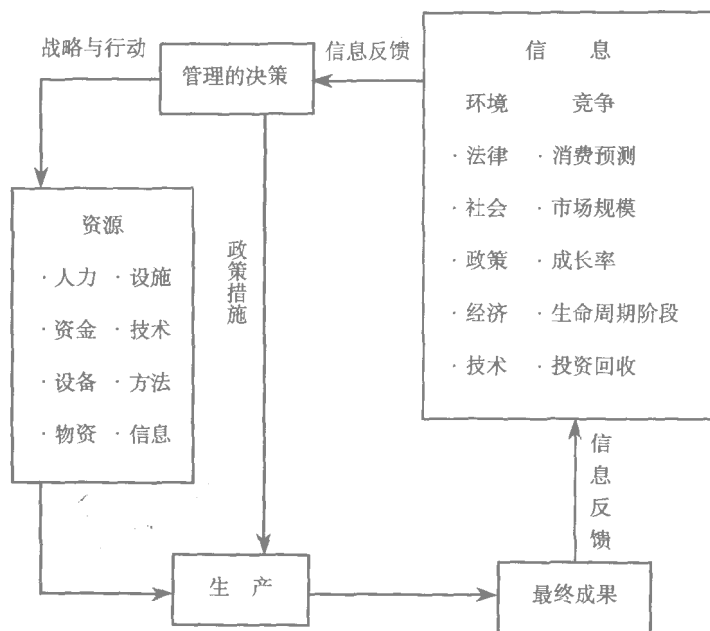 战略与行动
管理的决策
信息反馈
信 息
环境 竞争
·法律 ·消费预测
·社会 ·市场规模
·政策 ·成长率
·经济 ·生命周期阶段
·技术 ·投资回收
资源
·人力 ·设施
·资金 ·技术
·设备 ·方法
·物资 ·信息
政策措施
信息反馈
生 产
最终成果